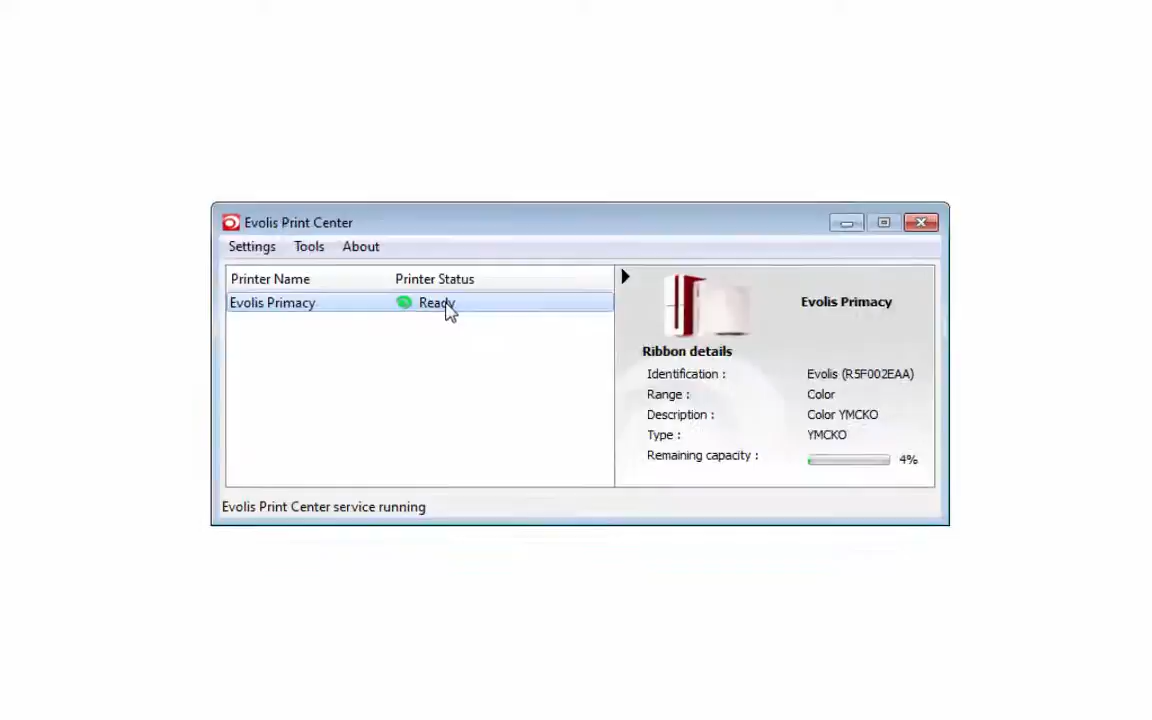 Evolis Print Center
Settings Tools About
Printer Name Printer Status
Evolis Primacy Ready
Evolis Primacy
Ribbon details
Identification : Evolis (R5F002EAA)
Range : Color
Description : Color YMCKO
Type : YMCKO
Remaining capacity : 4%
Evolis Print Center service running